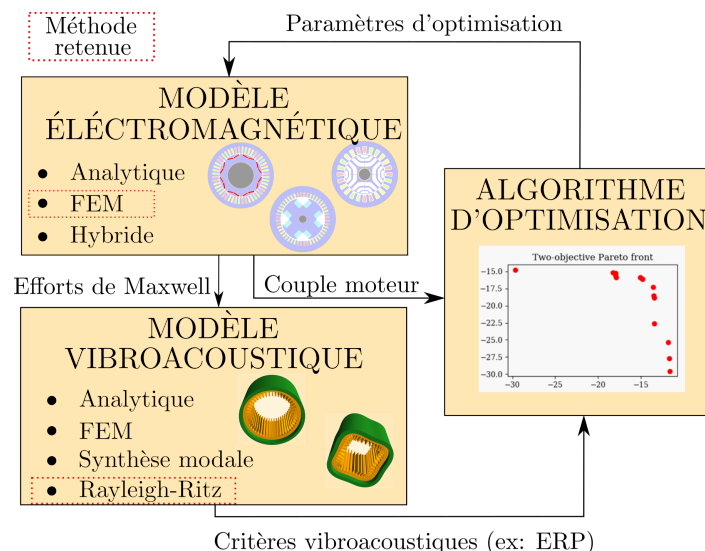 Méthode
retenue
Paramètres d'optimisation
MODÈLE
ÉLÉCTROMAGNÉTIQUE
● Analytique
● FEM
● Hybride
ALGORITHME
D'OPTIMISATION
Two-objective Pareto front
−15.0
−17.5
−20.0
−22.5
−25.0
−27.5
−30.0
−30 −25 −20 −15
Efforts de Maxwell
Couple moteur
MODÈLE
VIBROACOUSTIQUE
● Analytique
● FEM
● Synthèse modale
● Rayleigh-Ritz
Critères vibroacoustiques (ex: ERP)